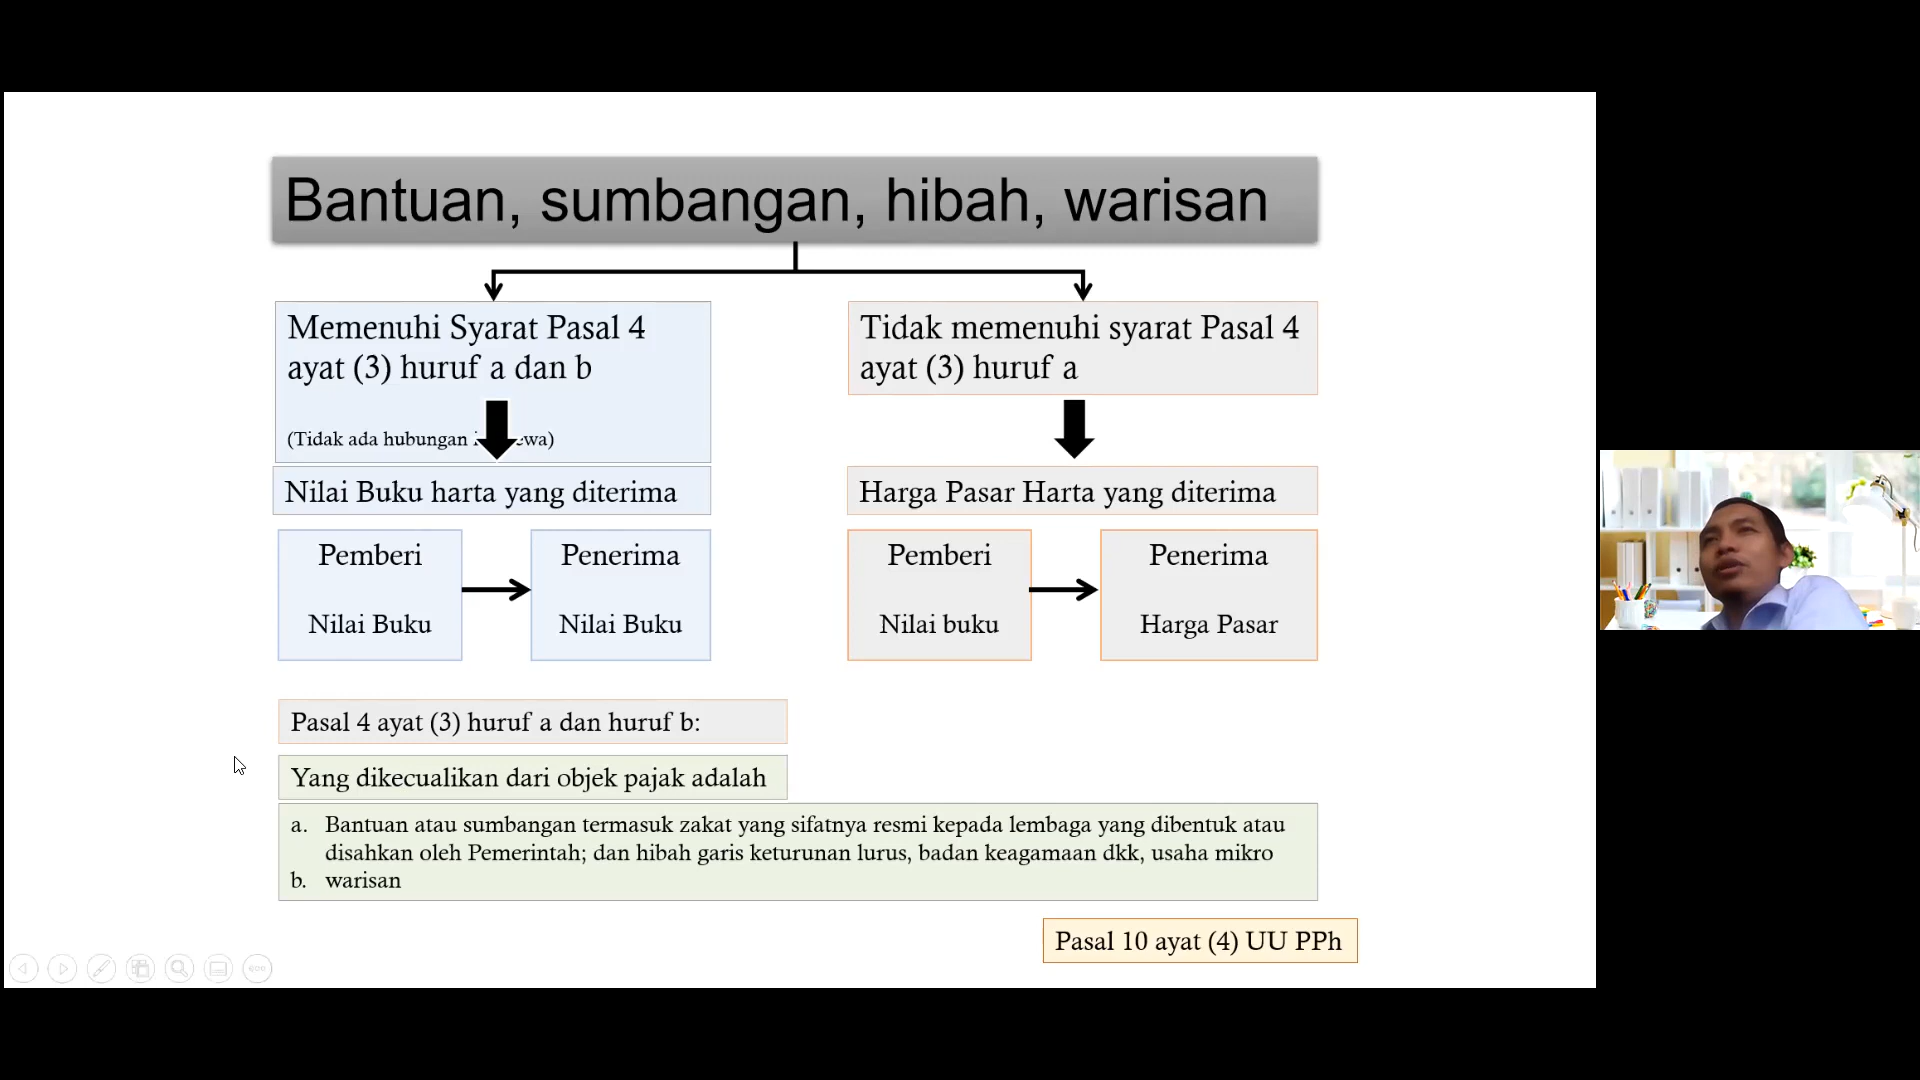 Bantuan, sumbangan, hibah, warisan
Memenuhi Syarat Pasal 4
ayat (3) huruf a dan b
(Tidak ada hubungan
Nilai Buku harta yang diterima
Pemberi
Nilai Buku
Penerima
Nilai Buku
Tidak memenuhi syarat Pasal 4
ayat (3) huruf a
Harga Pasar Harta yang diterima
Pemberi
Nilai buku
Penerima
Harga Pasar
Pasal 4 ayat (3) huruf a dan huruf b:
Yang dikecualikan dari objek pajak adalah
a. Bantuan atau sumbangan termasuk zakat yang sifatnya resmi kepada lembaga yang dibentuk atau
disahkan oleh Pemerintah; dan hibah garis keturunan lurus, badan keagamaan dkk, usaha mikro
b. warisan
Pasal 10 ayat (4) UU PPh